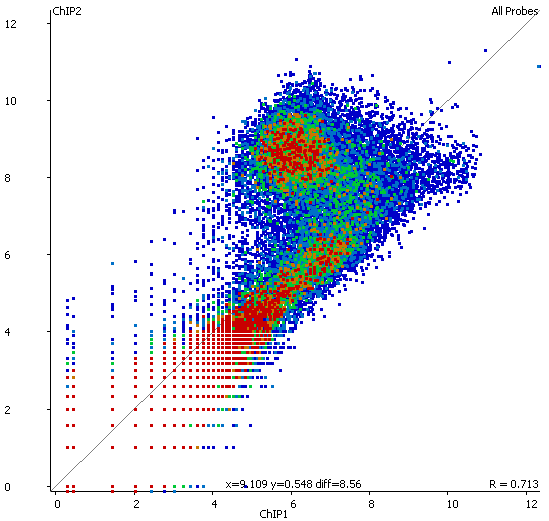 ChIP2
All Probes
12
10
8
6
4
2
0
x=9.109 y=0.548 diff=8.56
R = 0.713
0 2 4 6 8 10 12
ChIP1